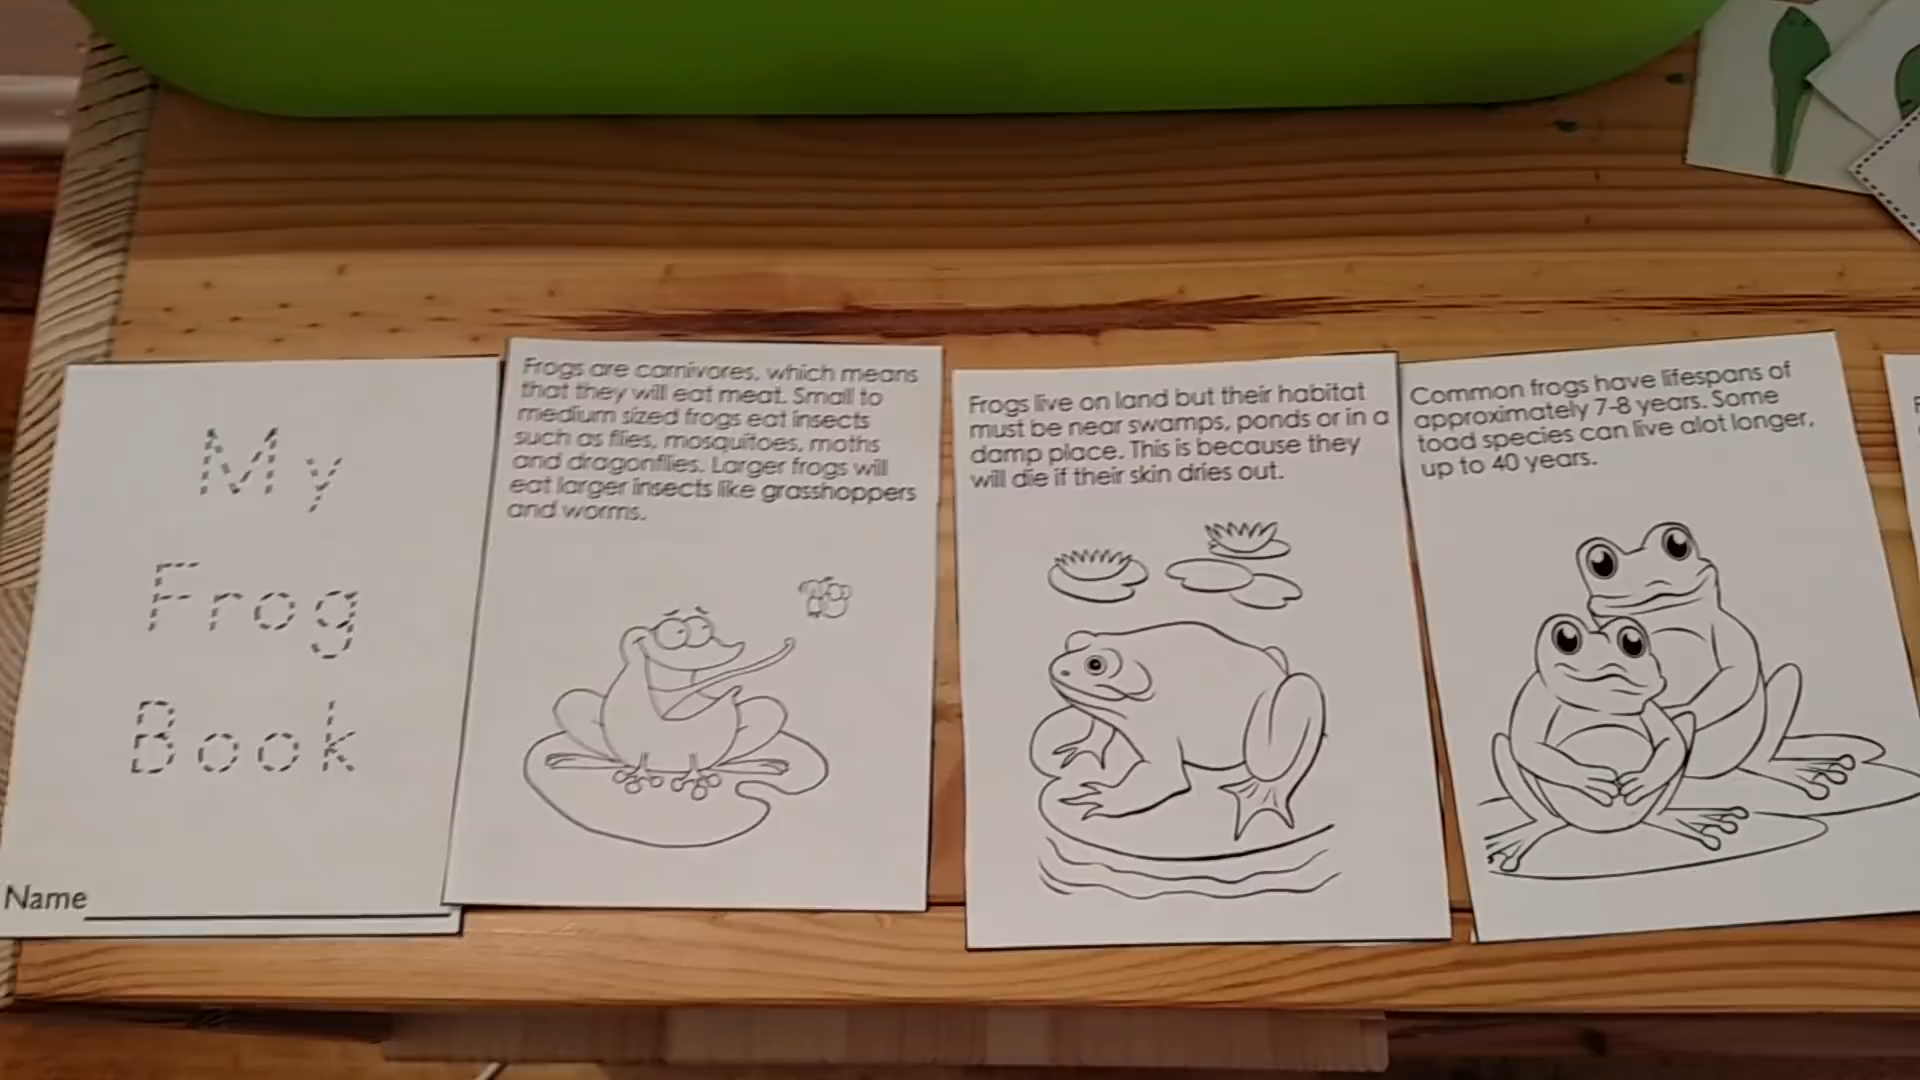 My
Frog
Book
Name
Frogs are carnivores, which means
that they will eat meat. Small to
medium sized frogs eat insects
such as flies, mosquitoes, moths
and dragonflies. Larger frogs will
eat larger insects like grasshoppers
and worms.
Frogs live on land but their habitat
must be near swamps, ponds or in a
damp place. This is because they
will die if their skin dries out.
Common frogs have lifespans of
approximately 7-8 years. Some
toad species can live alot longer,
up to 40 years.